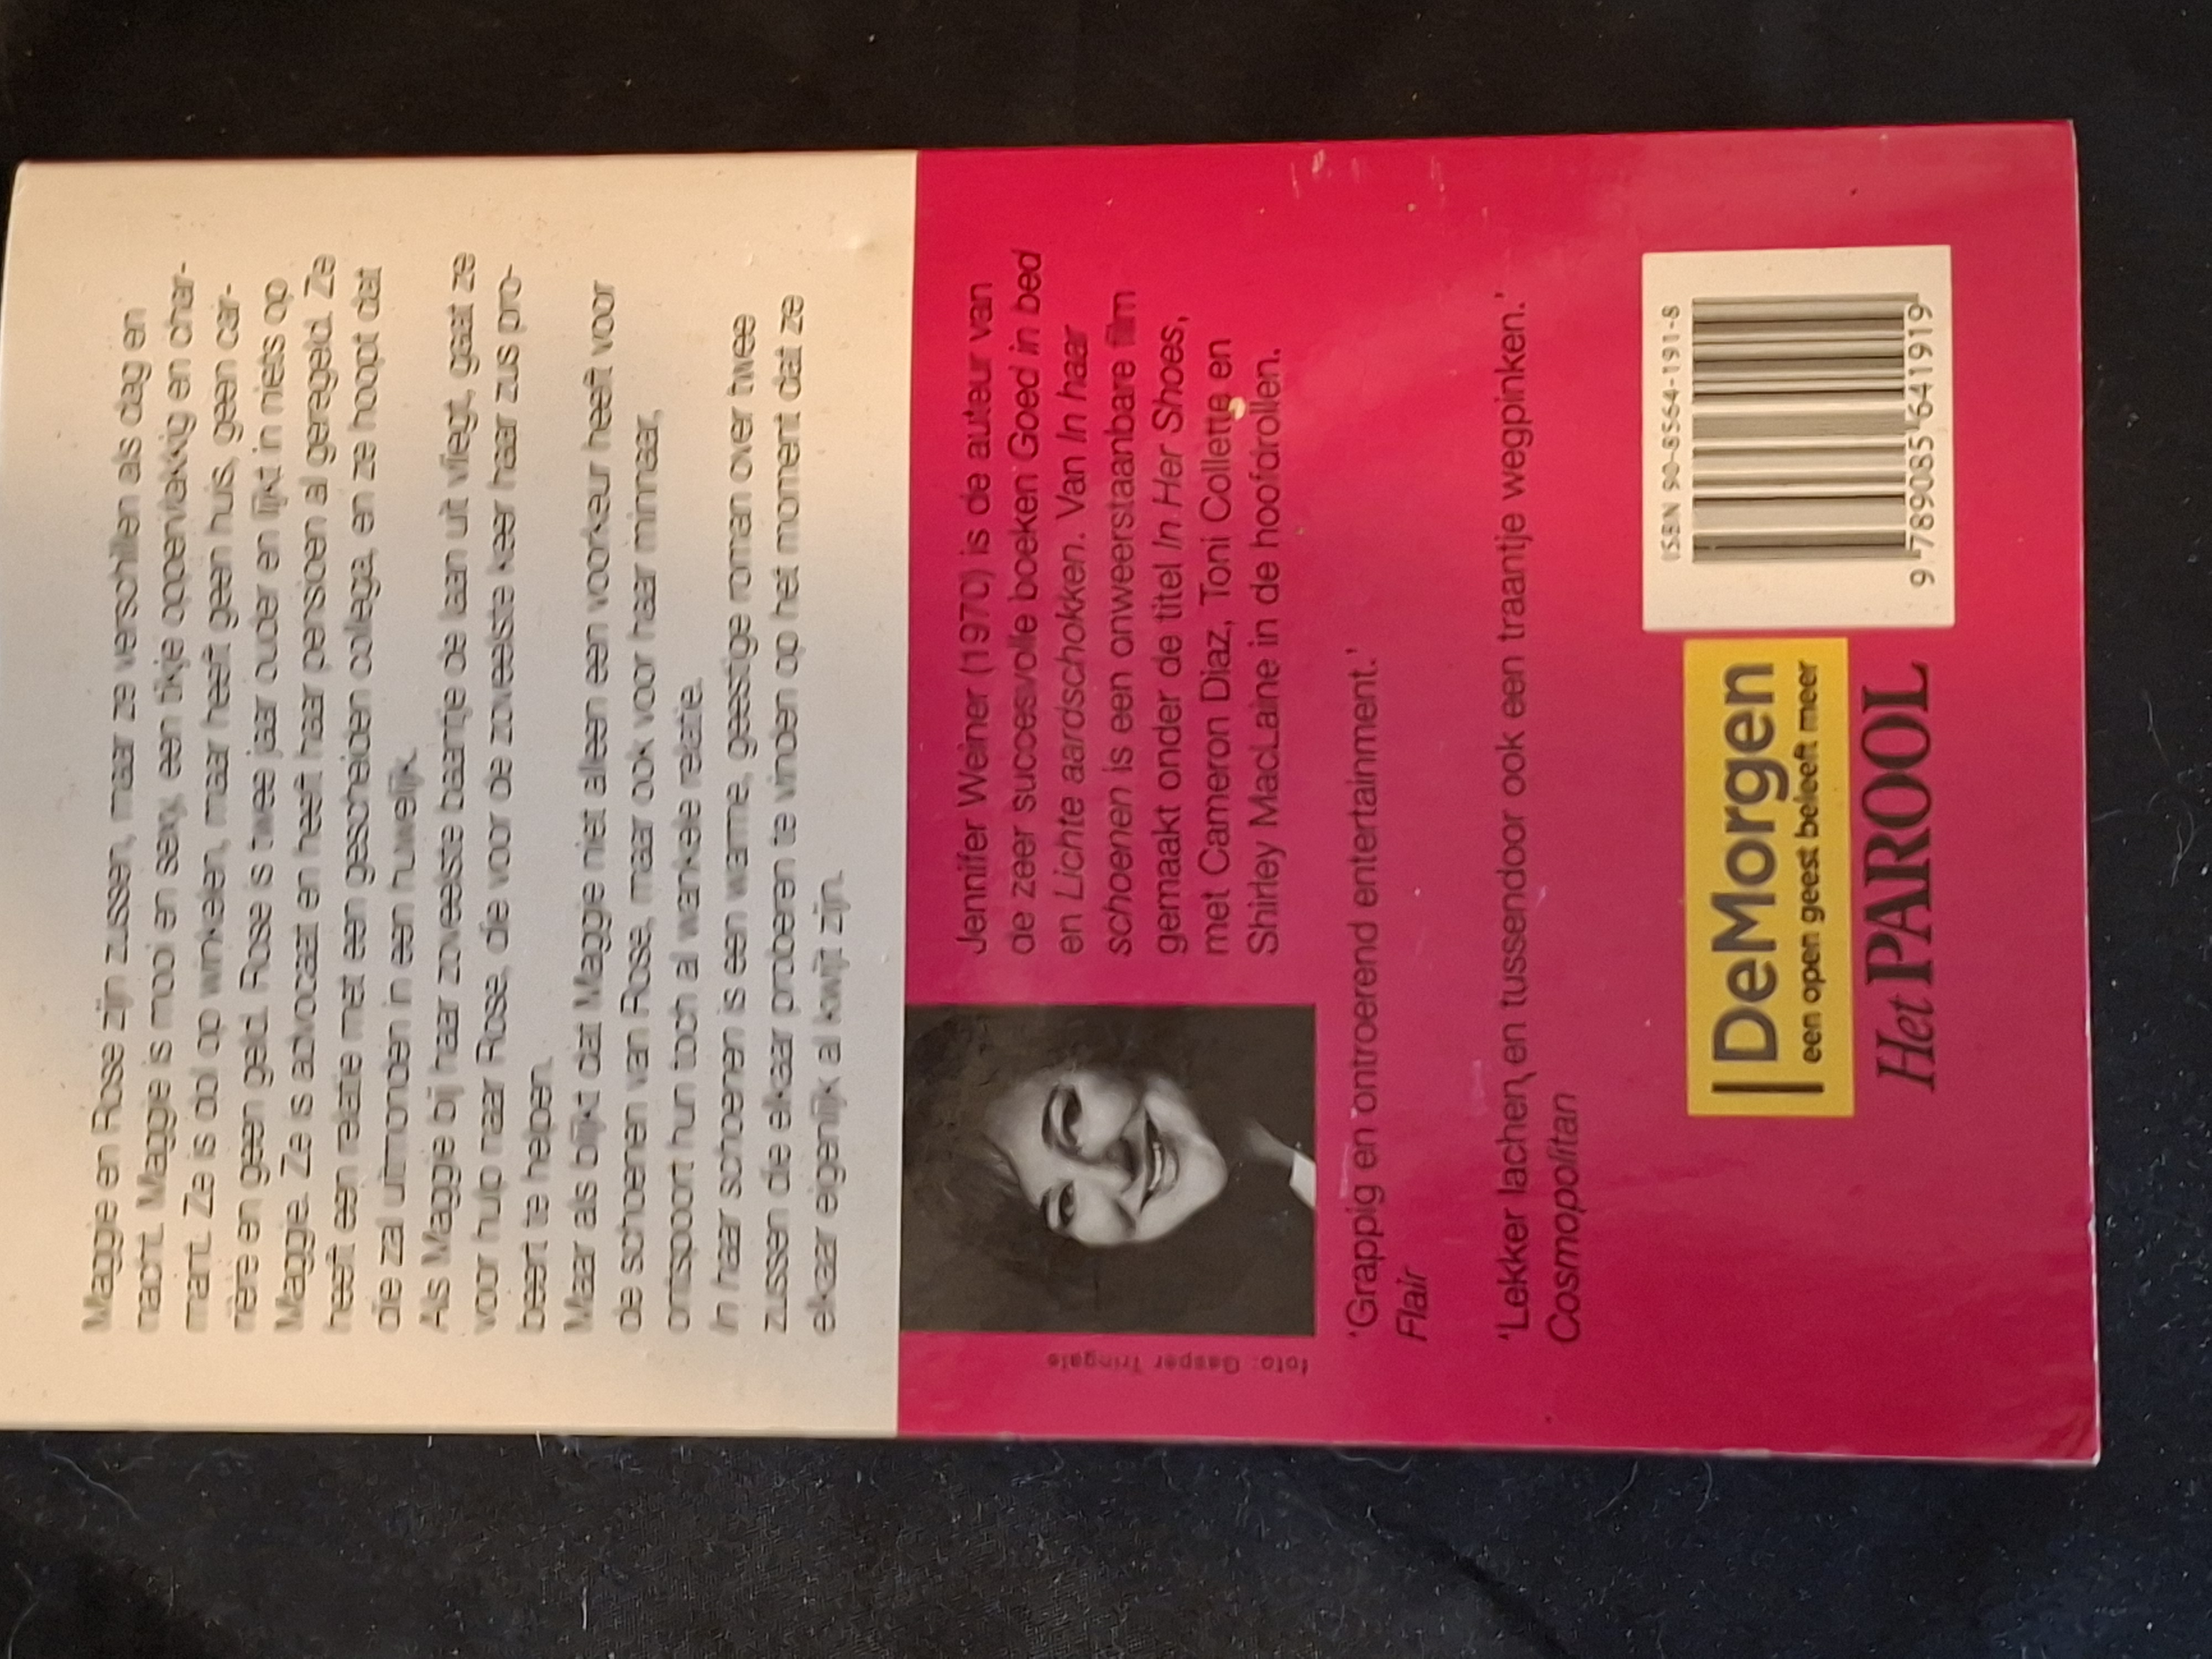 Maggie en Rose zijn zussen, maar ze verschillen als dag en
nacht. Maggie is mooi en sexy, een tikje oppervlakkig en char-
mant. Ze is dol op winkelen, maar heeft geen huis, geen car-
rière en geen geld. Rose is twee jaar ouder en lijkt in niets op
Maggie. Ze is advocaat en heeft haar pensioen al geregeld. Ze
heeft een relatie met een gescheiden collega, en ze hoopt dat
die zal uitmonden in een huwelijk.
Als Maggie bij haar zoveelste baantje de laan uit vliegt, gaat ze
voor hulp naar Rose, die voor de zoveelste keer haar zus pro-
beert te helpen.
Maar als blijkt dat Maggie niet alleen een voorkeur heeft voor
de schoenen van Rose, maar ook voor haar minnaar,
ontspoort hun toch al wankele relatie.
In haar schoenen is een warme, geestige roman over twee
zussen die elkaar proberen te vinden op het moment dat ze
elkaar eigenlijk al kwijt zijn.
Jennifer Weiner (1970) is de auteur van
de zeer succesvolle boeken Goed in bed
en Lichte aardschokken. Van In haar
schoenen is een onweerstaanbare film
gemaakt onder de titel In Her Shoes,
met Cameron Diaz, Toni Collette en
Shirley MacLaine in de hoofdrollen.
foto: Gasper Tringale
'Grappig en ontroerend entertainment.'
Flair
'Lekker lachen, en tussendoor ook een traantje wegpinken.'
Cosmopolitan
DeMorgen
een open geest beleeft meer
Het PAROOL
ISBN 90-8564-191-8
9 789085 641919